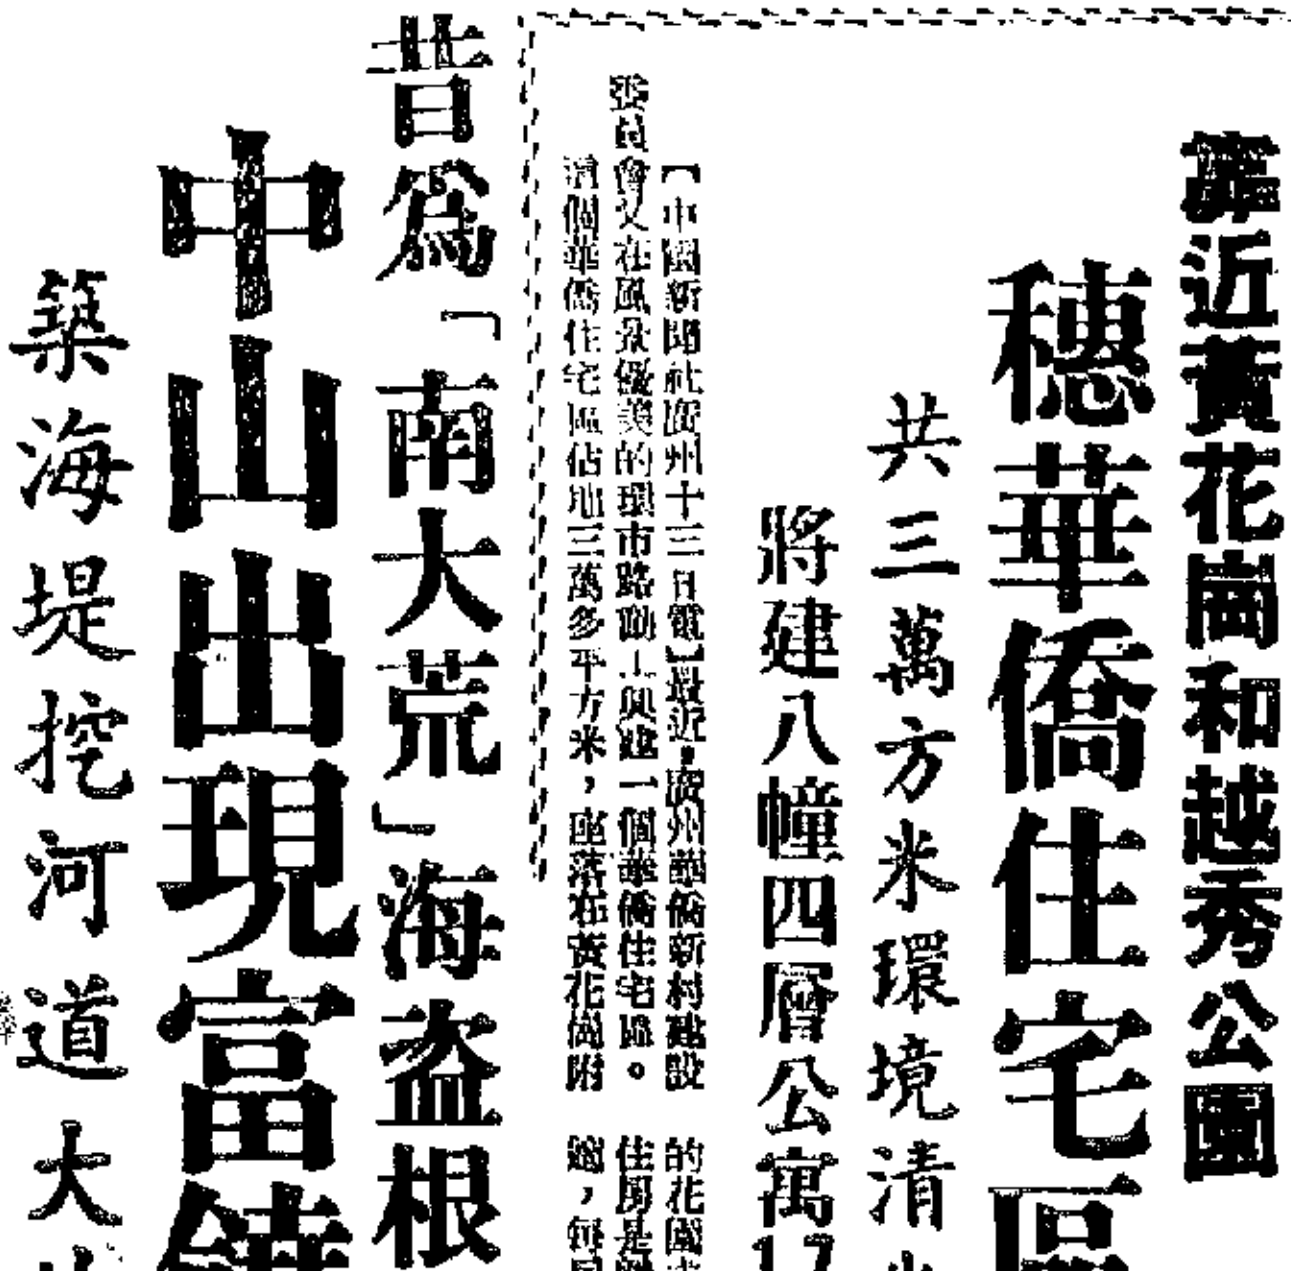 靠近黃花崗和越秀公園
穗華僑住宅區
共三萬方米環境清
將建八幢四層公寓
【中國新聞社廣州十三日電】最近,廣州華僑新村建設
委員會又在風景優美的環市路動工興建一個華僑住宅區。
這個華僑住宅區佔地三萬多平方米,座落在黃花崗附
的花園
住房是
,每
昔爲「南大荒」海盜根
中山出現富饒
築海堤挖河道大